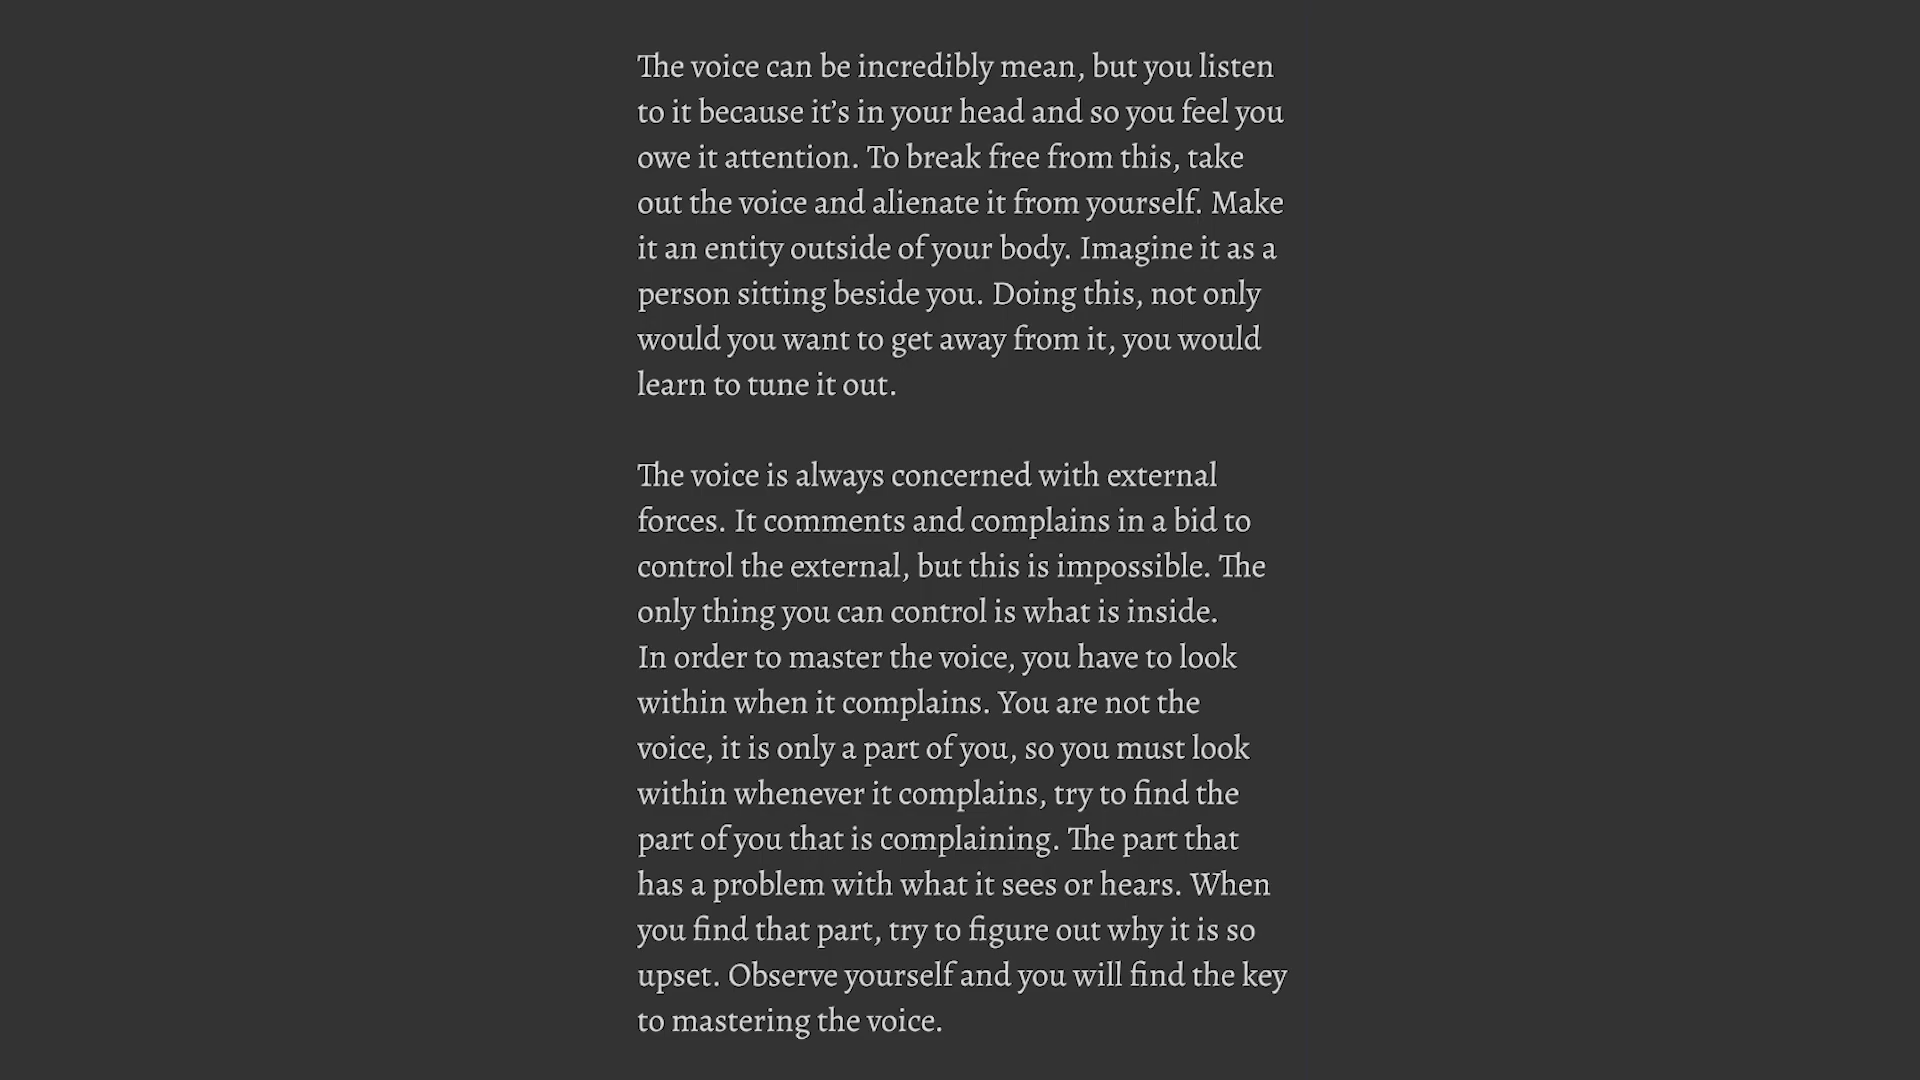 The voice can be incredibly mean, but you listen
to it because it’s in your head and so you feel you
owe it attention. To break free from this, take
out the voice and alienate it from yourself. Make
it an entity outside of your body. Imagine it as a
person sitting beside you. Doing this, not only
would you want to get away from it, you would
learn to tune it out.
The voice is always concerned with external
forces. It comments and complains in a bid to
control the external, but this is impossible. The
only thing you can control is what is inside.
In order to master the voice, you have to look
within when it complains. You are not the
voice, it is only a part of you, so you must look
within whenever it complains, try to find the
part of you that is complaining. The part that
has a problem with what it sees or hears. When
you find that part, try to figure out why it is so
upset. Observe yourself and you will find the key
to mastering the voice.